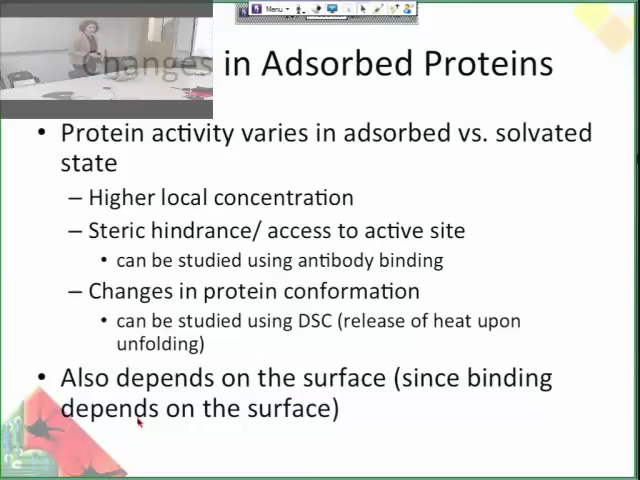 Menu
Changes in Adsorbed Proteins
• Protein activity varies in adsorbed vs. solvated
state
– Higher local concentration
– Steric hindrance/ access to active site
• can be studied using antibody binding
– Changes in protein conformation
• can be studied using DSC (release of heat upon
unfolding)
• Also depends on the surface (since binding
depends on the surface)